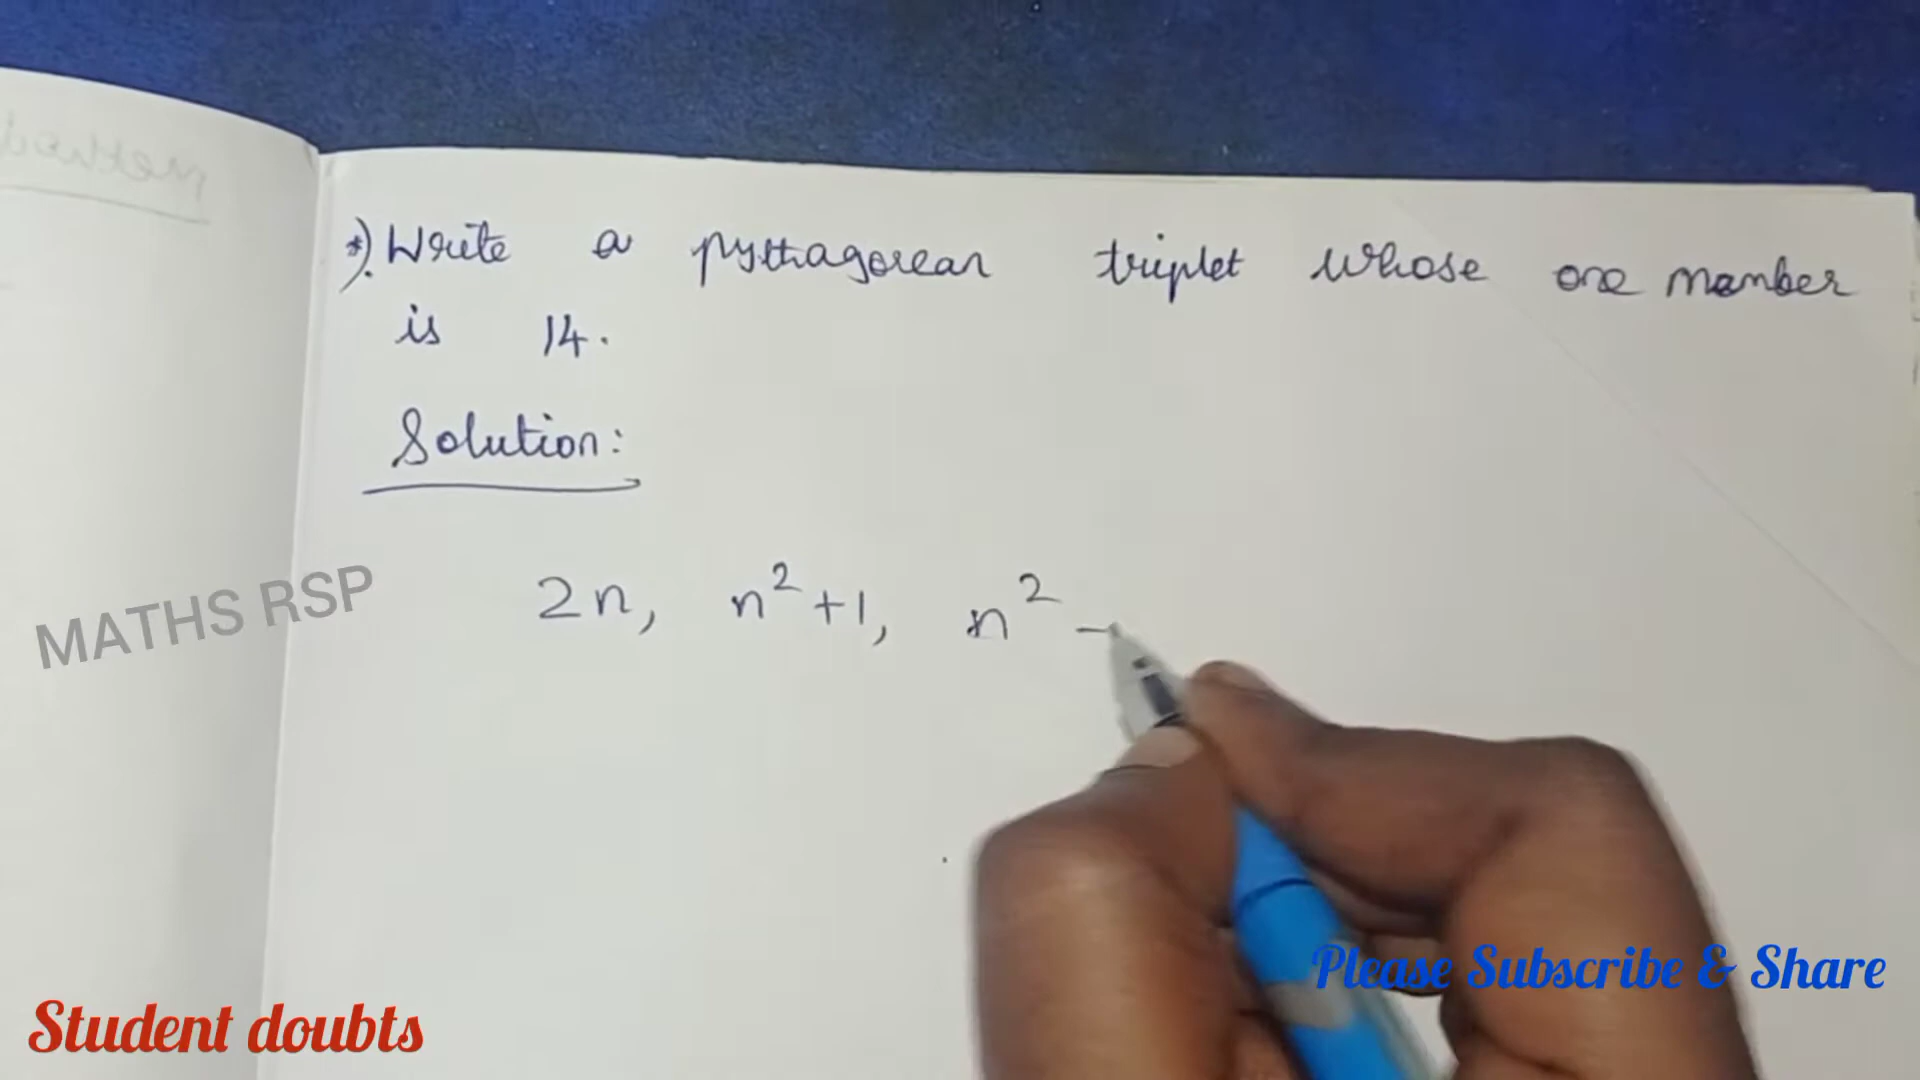 *). Write a pythagorean triplet whose one member
is 14.
Solution:
2n, n²+1, n² -
MATHS RSP
Please Subscribe & Share
Student doubts